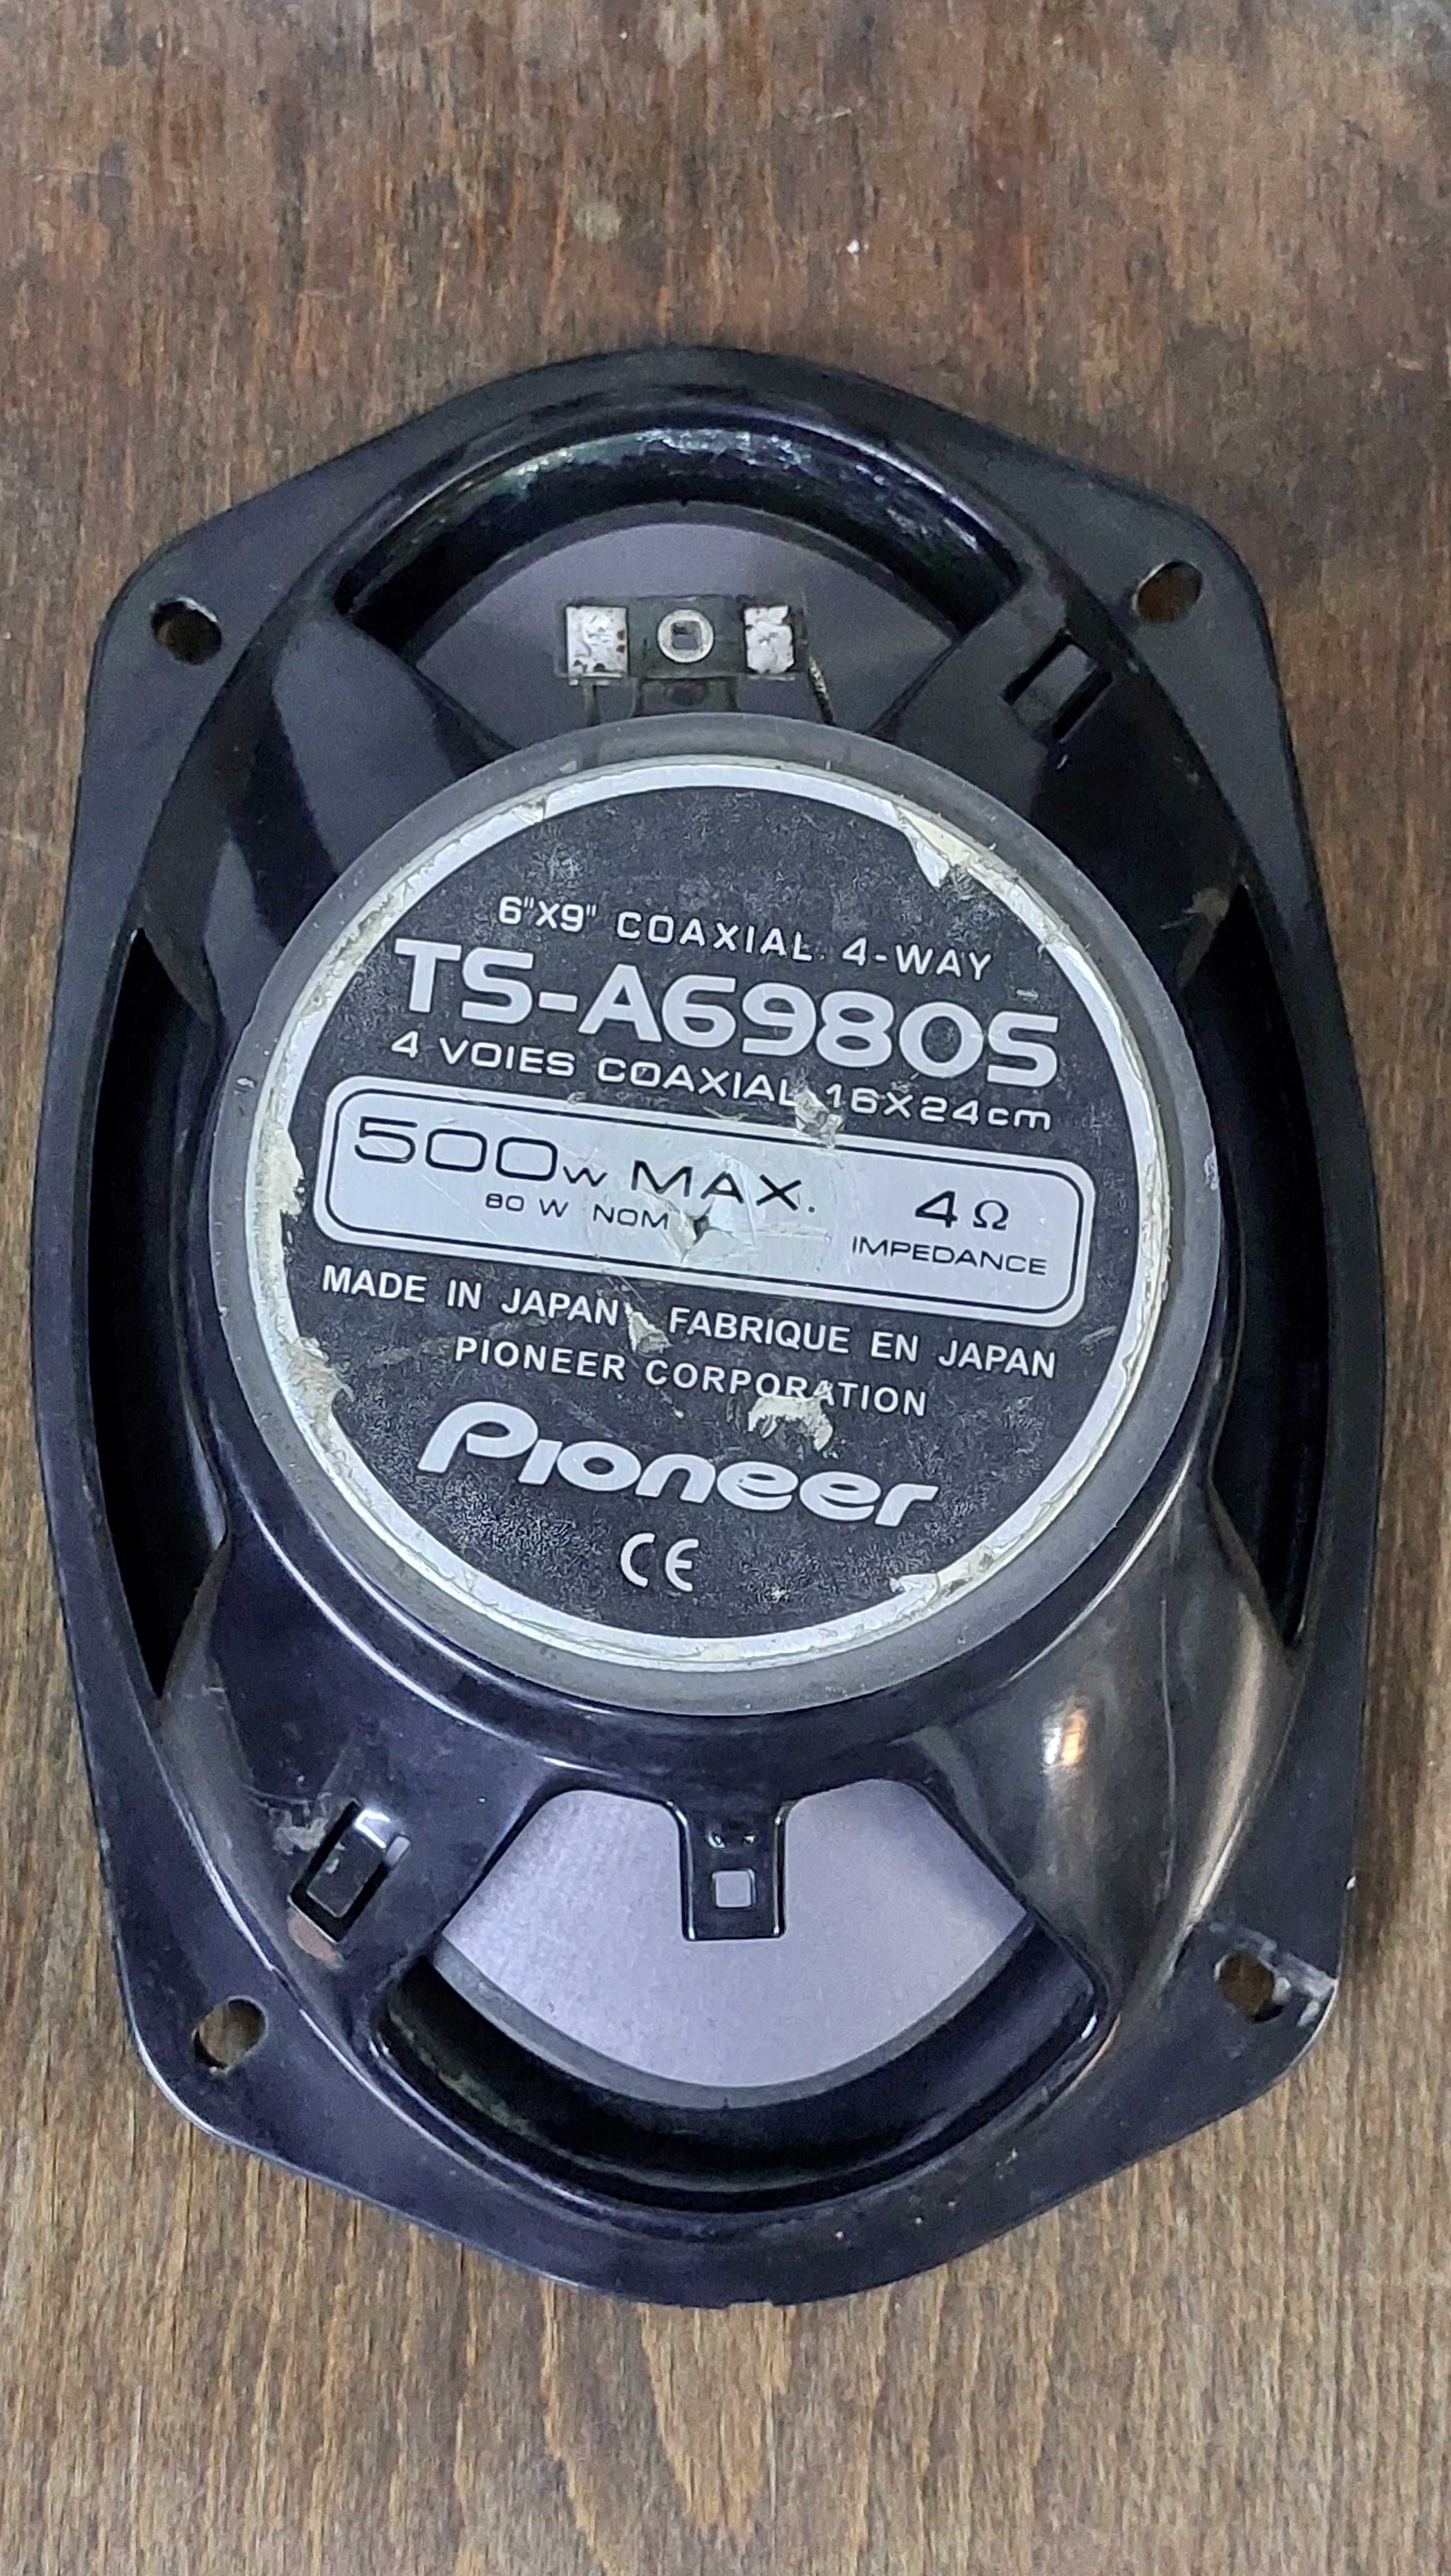 6"X9" COAXIAL 4-WAY
TS-A6980S
4 VOIES COAXIAL 16X24cm
500W MAX.
80 W NOM
4Ω
IMPEDANCE
MADE IN JAPAN FABRIQUE EN JAPAN
PIONEER CORPORATION
Pioneer
CE